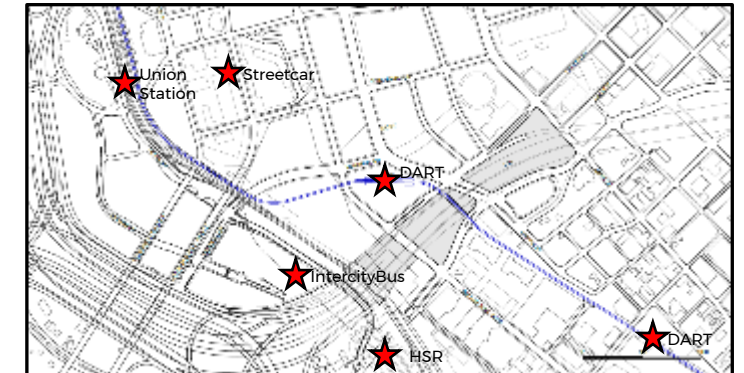 Union
Station
Streetcar
DART
IntercityBus
HSR
DART